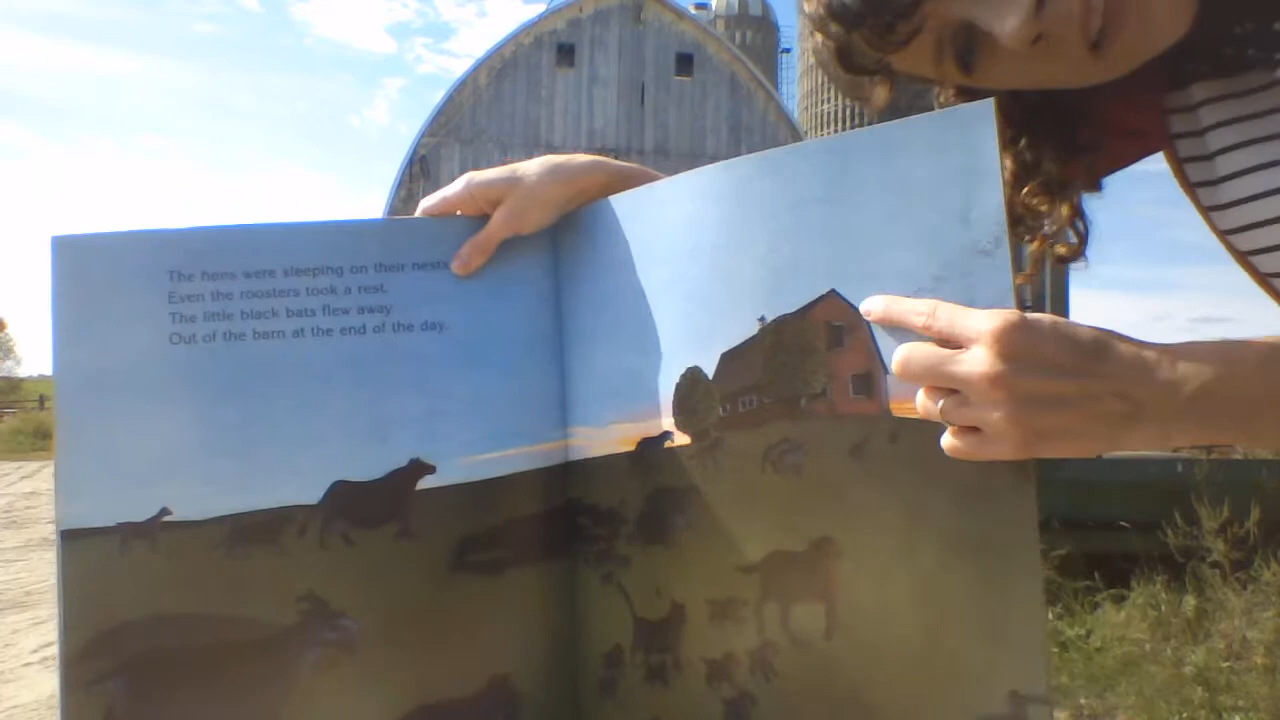 The hens were sleeping on their nests.
Even the roosters took a rest.
The little black bats flew away
Out of the barn at the end of the day.